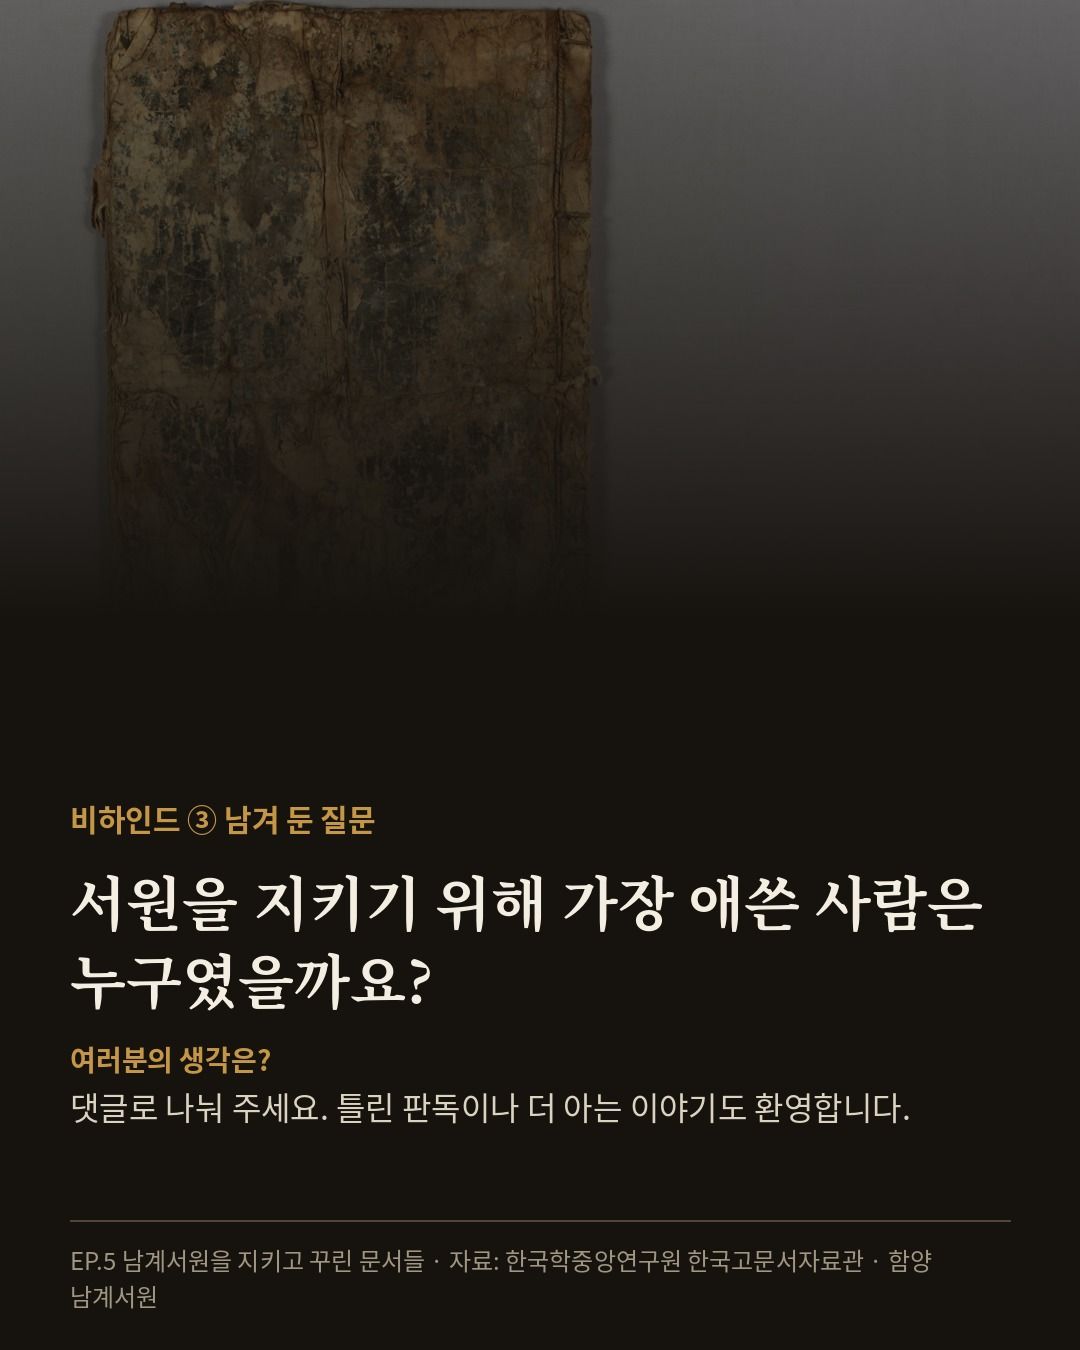 비하인드 ③ 남겨 둔 질문
서원을 지키기 위해 가장 애쓴 사람은
누구였을까요?
여러분의 생각은?
댓글로 나눠 주세요. 틀린 판독이나 더 아는 이야기도 환영합니다.
EP.5 남계서원을 지키고 꾸린 문서들 · 자료: 한국학중앙연구원 한국고문서자료관 · 함양
남계서원